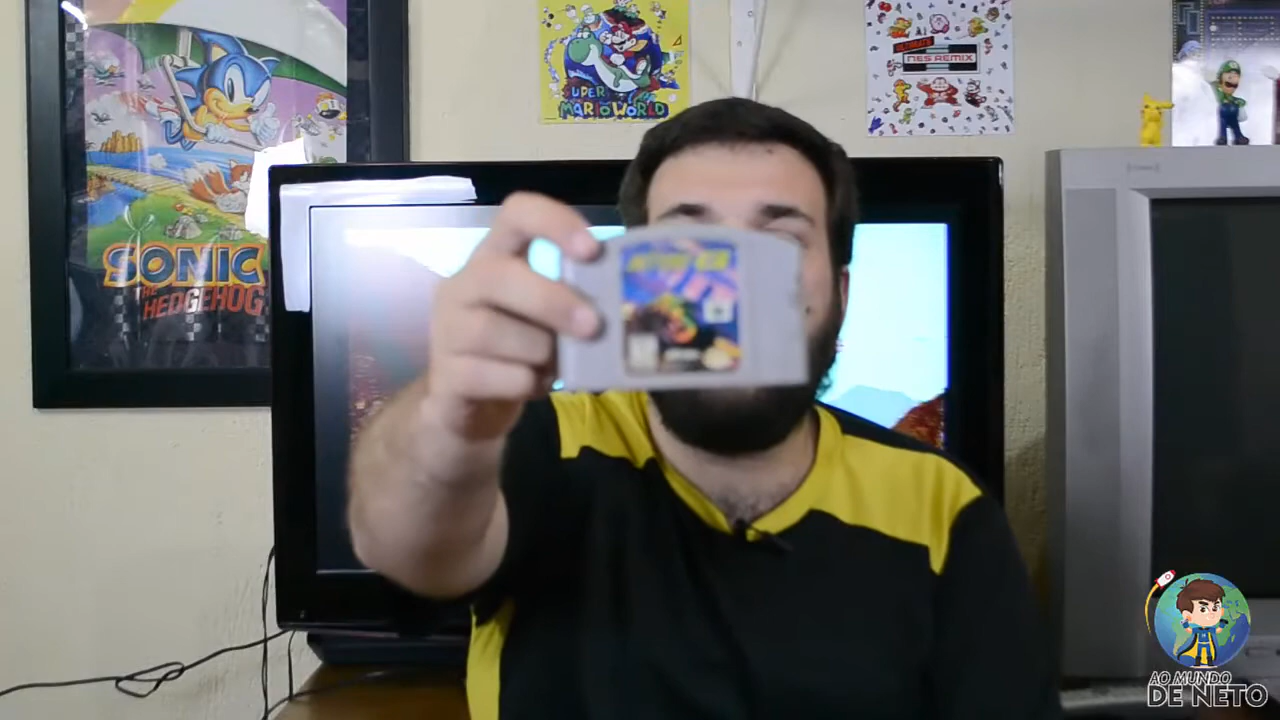 SUPER
MARIO WORLD
ULTIMATE
NES REMIX
SONIC
THE
HEDGEHOG
AO MUNDO
DE NETO